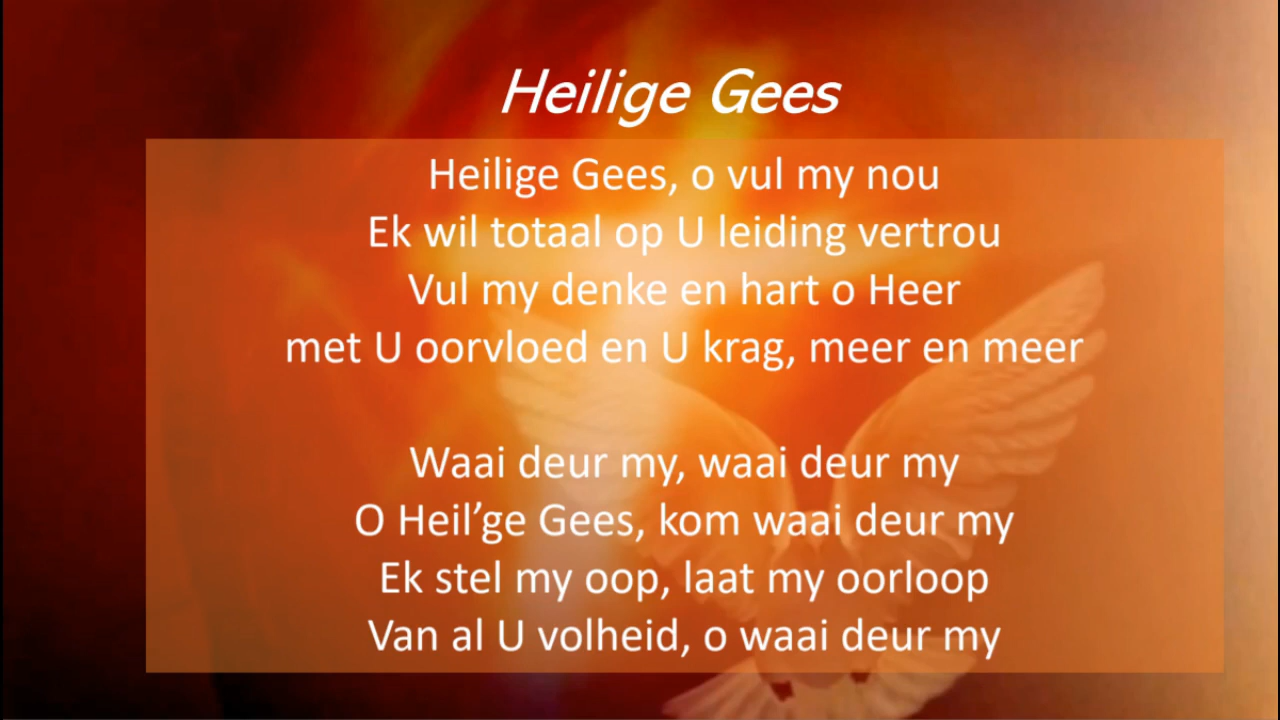 Heilige Gees
Heilige Gees, o vul my nou
Ek wil totaal op U leiding vertrou
Vul my denke en hart o Heer
met U oorvloed en U krag, meer en meer
Waai deur my, waai deur my
O Heil’ge Gees, kom waai deur my
Ek stel my oop, laat my oorloop
Van al U volheid, o waai deur my